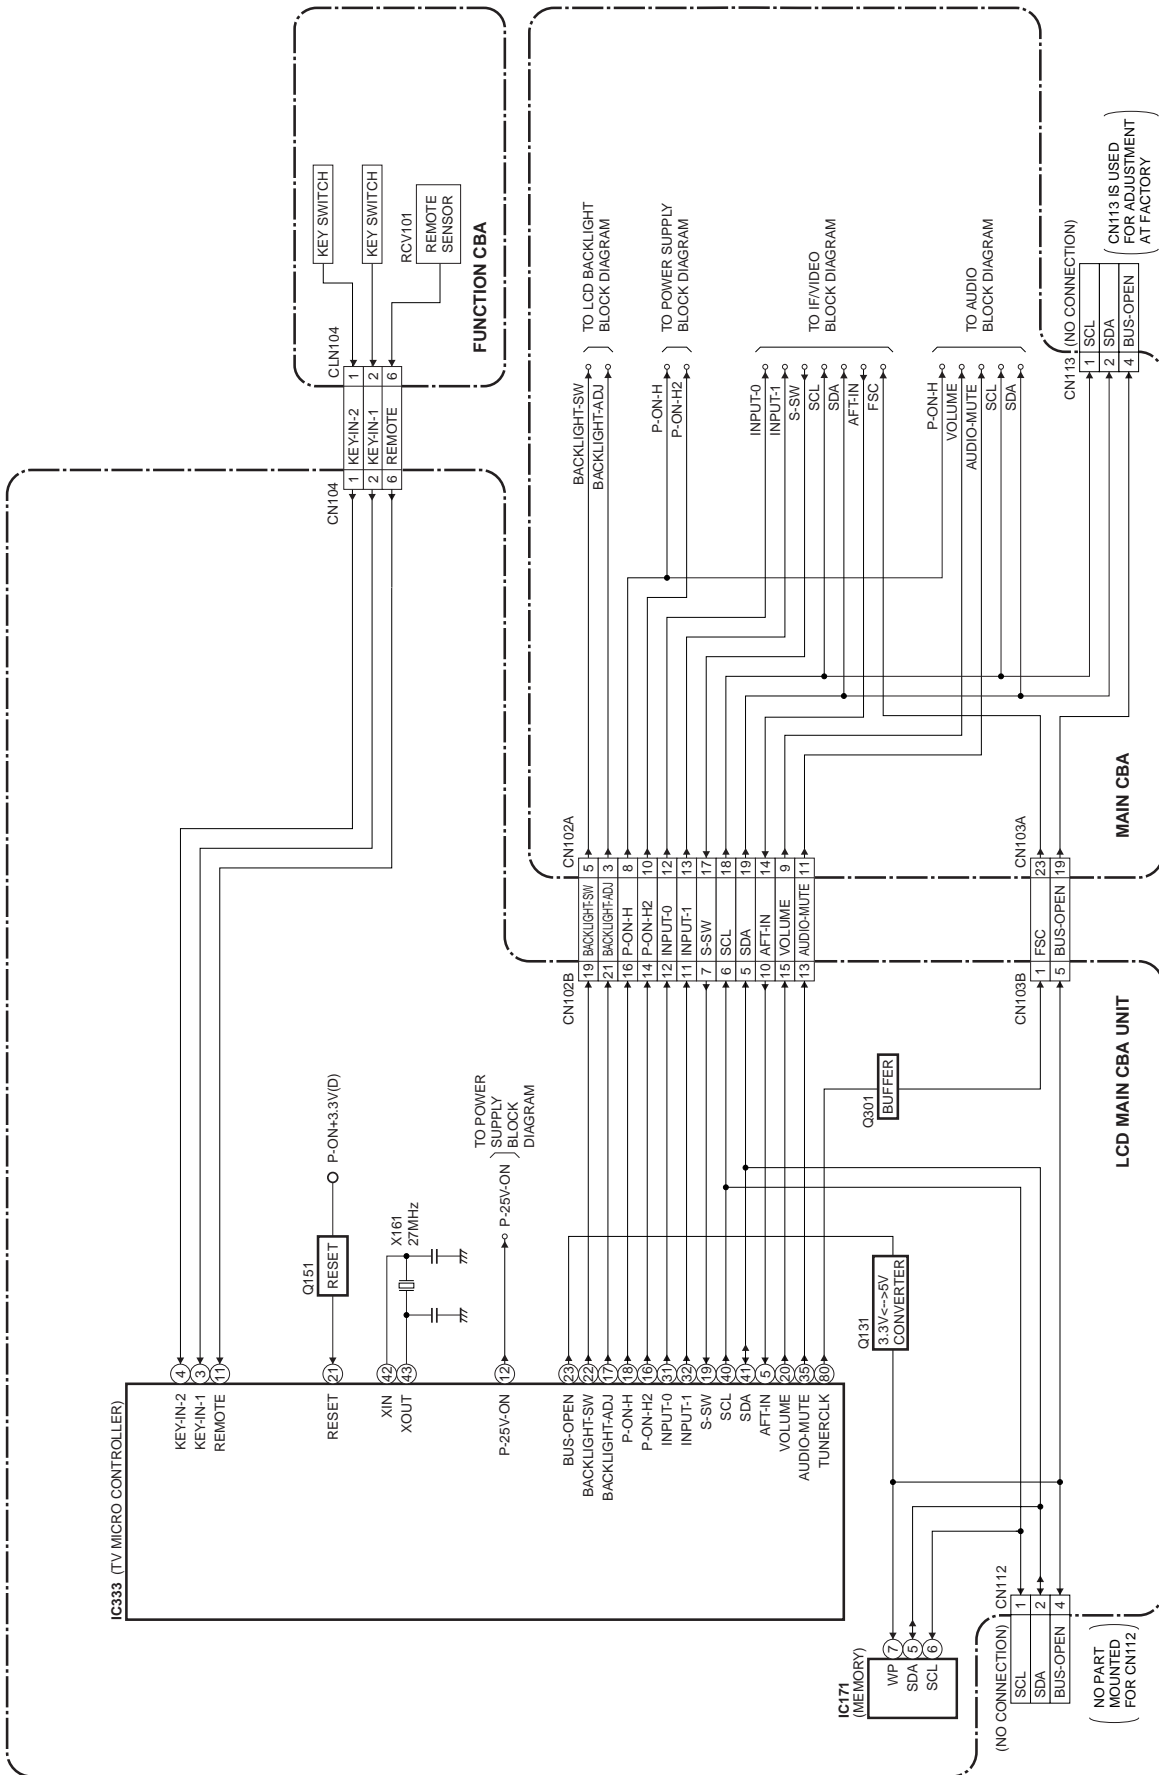 KEY SWITCH
KEY SWITCH
RCV101
REMOTE
SENSOR
FUNCTION CBA
CLN104
1
2
6
KEY-IN-2
KEY-IN-1
REMOTE
1
2
6
CN104
TO LCD BACKLIGHT
BLOCK DIAGRAM
BACKLIGHT-SW
BACKLIGHT-ADJ
TO POWER SUPPLY
BLOCK DIAGRAM
P-ON-H
P-ON-H2
TO IF/VIDEO
BLOCK DIAGRAM
INPUT-0
INPUT-1
S-SW
SCL
SDA
AFT-IN
FSC
TO AUDIO
BLOCK DIAGRAM
P-ON-H
VOLUME
AUDIO-MUTE
SCL
SDA
CN113 (NO CONNECTION)
1 SCL
2 SDA
4 BUS-OPEN
CN113 IS USED
FOR ADJUSTMENT
AT FACTORY
MAIN CBA
CN102B CN102A
19 BACKLIGHT-SW 5
21 BACKLIGHT-ADJ 3
16 P-ON-H 8
14 P-ON-H2 10
12 INPUT-0 12
11 INPUT-1 13
7 S-SW 17
6 SCL 18
5 SDA 19
10 AFT-IN 14
15 VOLUME 9
13 AUDIO-MUTE 11
CN103B CN103A
1 FSC 23
5 BUS-OPEN 19
LCD MAIN CBA UNIT
Q301
BUFFER
Q131
3.3V<-->5V
CONVERTER
Q151
RESET
P-ON+3.3V(D)
X161
27MHz
P-25V-ON
TO POWER
SUPPLY
BLOCK
DIAGRAM
IC333 (TV MICRO CONTROLLER)
KEY-IN-2 4
KEY-IN-1 3
REMOTE 11
RESET 21
XIN 42
XOUT 43
P-25V-ON 12
BUS-OPEN 23
BACKLIGHT-SW 22
BACKLIGHT-ADJ 17
P-ON-H 18
P-ON-H2 16
INPUT-0 31
INPUT-1 32
S-SW 19
SCL 40
SDA 41
AFT-IN 5
VOLUME 20
AUDIO-MUTE 35
TUNERCLK 80
IC171
(MEMORY)
WP 7
SDA 5
SCL 6
(NO CONNECTION) CN112
SCL 1
SDA 2
BUS-OPEN 4
NO PART
MOUNTED
FOR CN112